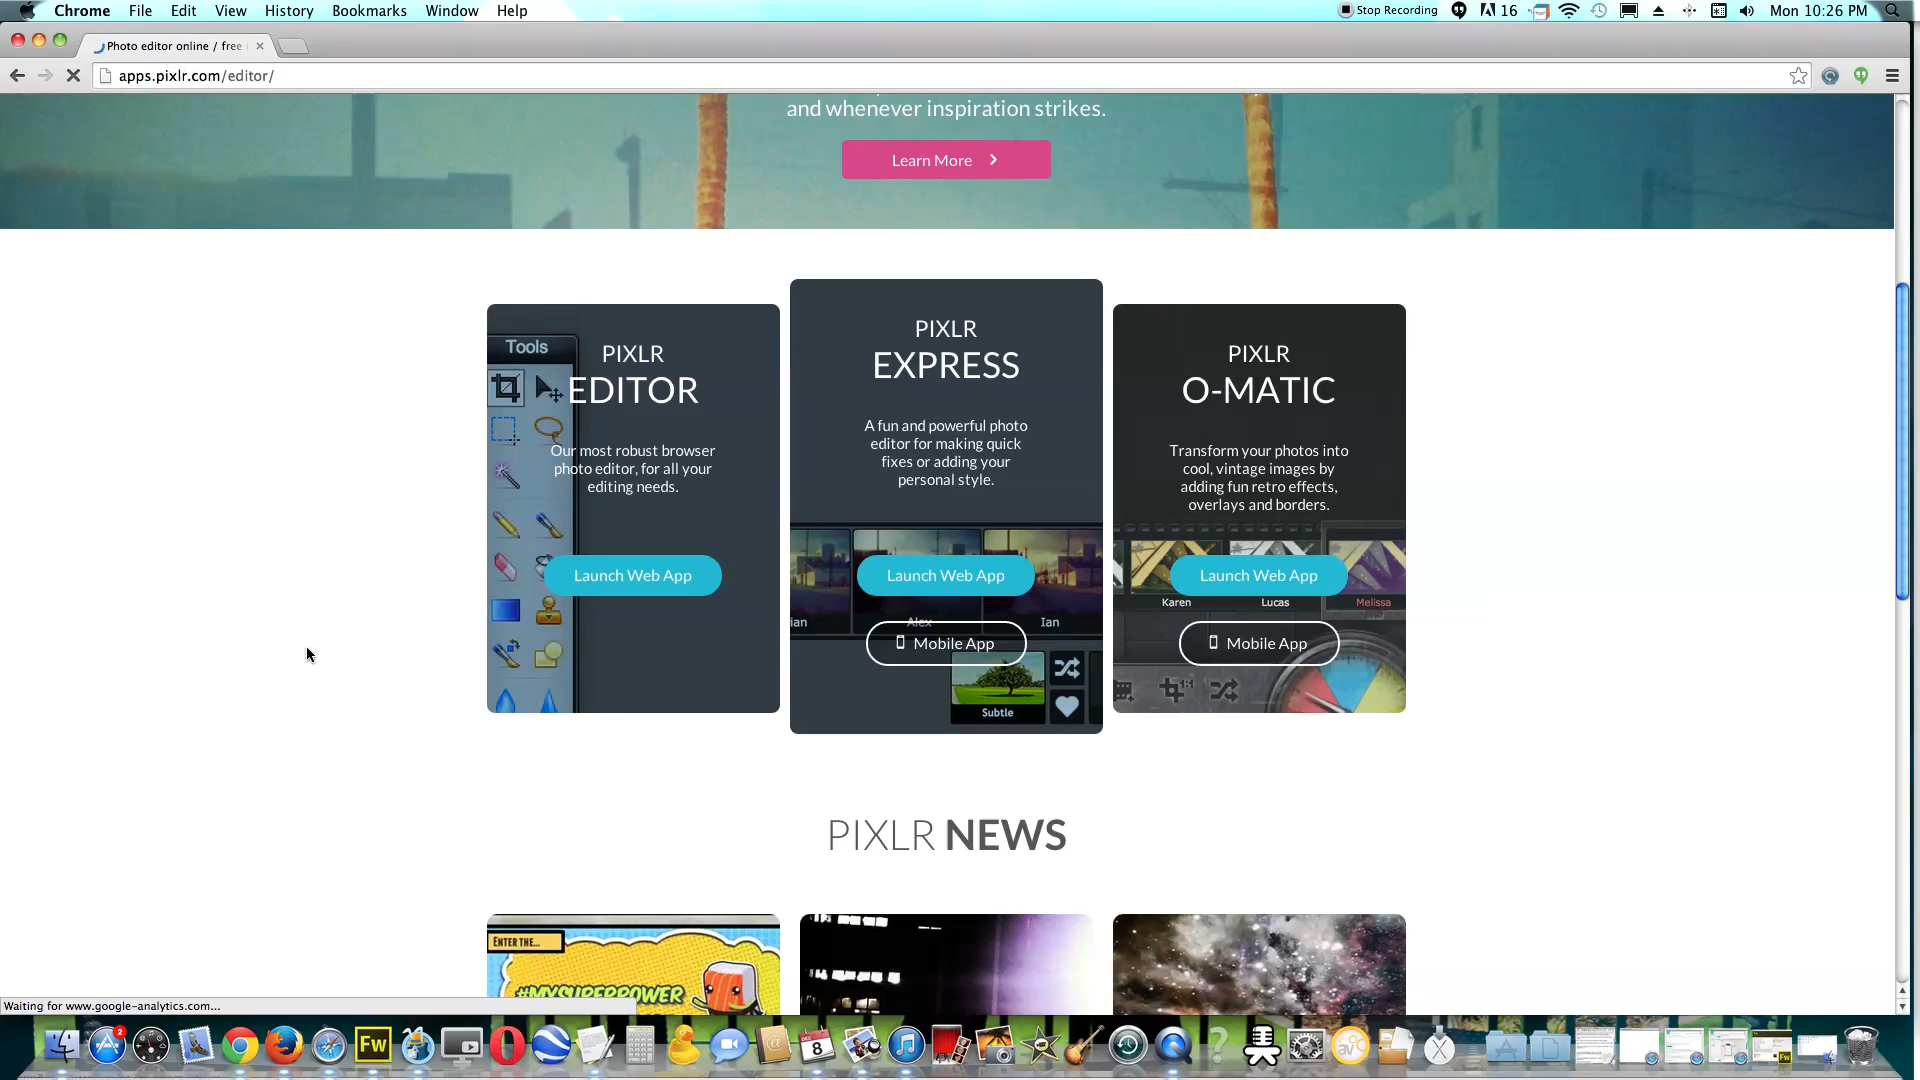 Chrome File Edit View History Bookmarks Window Help
Stop Recording 16 Mon 10:26 PM
Photo editor online / free
apps.pixlr.com/editor/
and whenever inspiration strikes.
Learn More
Tools
PIXLR
EDITOR
Our most robust browser
photo editor, for all your
editing needs.
Launch Web App
PIXLR
EXPRESS
A fun and powerful photo
editor for making quick
fixes or adding your
personal style.
Launch Web App
ian Alex Ian
Mobile App
Subtle
PIXLR
O-MATIC
Transform your photos into
cool, vintage images by
adding fun retro effects,
overlays and borders.
Launch Web App
Karen Lucas Melissa
Mobile App
PIXLR NEWS
ENTER THE...
#MYSUPERPOWER
Waiting for www.google-analytics.com...
2
Fw
DEC
8
?
av
X